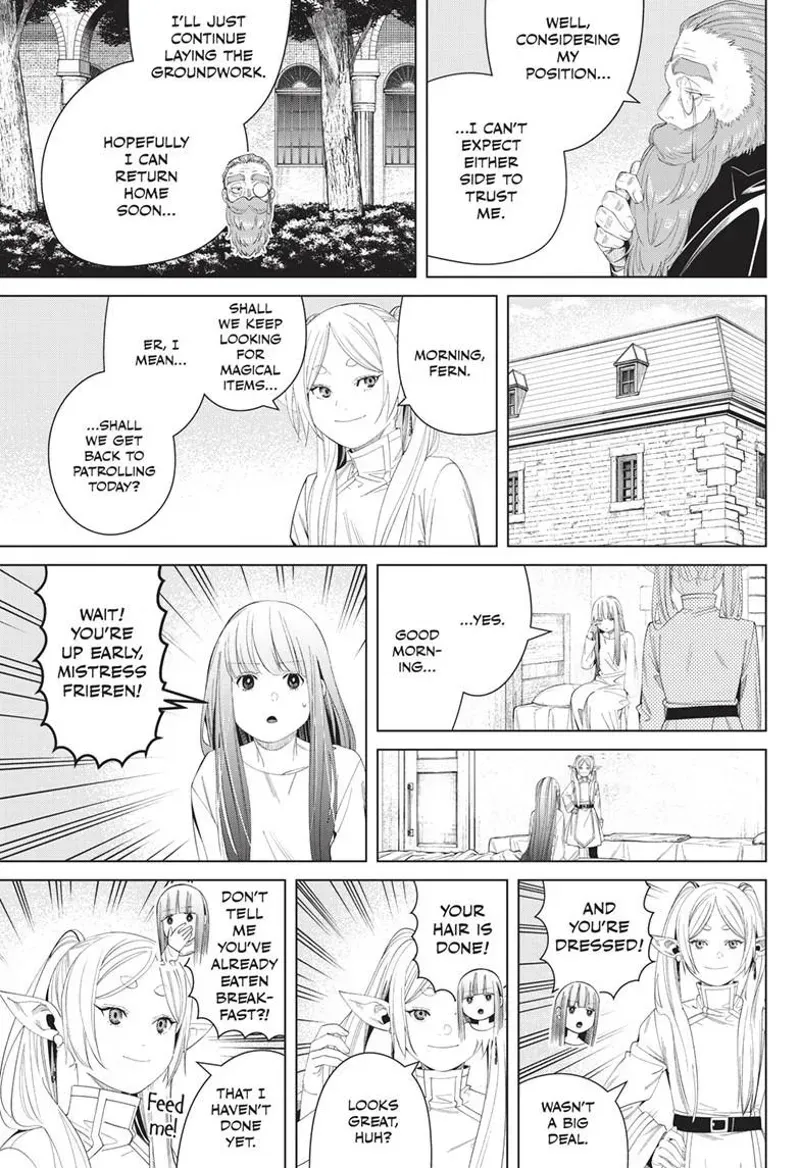 WELL,
CONSIDERING
MY
POSITION...
...I CAN'T
EXPECT
EITHER
SIDE TO
TRUST
ME.
I'LL JUST
CONTINUE
LAYING THE
GROUNDWORK.
HOPEFULLY
I CAN
RETURN
HOME
SOON...
MORNING,
FERN.
SHALL
WE KEEP
LOOKING
FOR
MAGICAL
ITEMS...
ER, I
MEAN...
...SHALL
WE GET
BACK TO
PATROLLING
TODAY?
...YES.
GOOD
MORN-
ING...
WAIT!
YOU'RE
UP EARLY,
MISTRESS
FRIEREN!
AND
YOU'RE
DRESSED!
WASN'T
A BIG
DEAL.
YOUR
HAIR IS
DONE!
LOOKS
GREAT,
HUH?
DON'T
TELL
ME
YOU'VE
ALREADY
EATEN
BREAK-
FAST?!
THAT I
HAVEN'T
DONE
YET.
Feed
me!